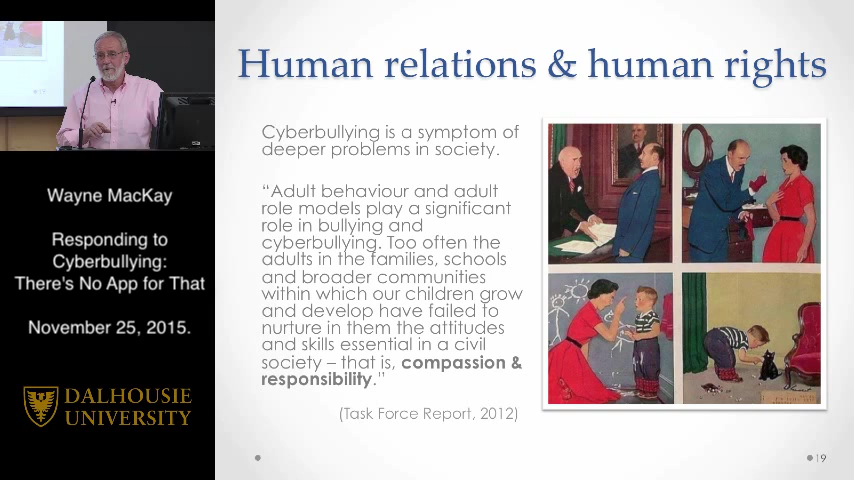 Wayne MacKay
Responding to
Cyberbullying:
There's No App for That
November 25, 2015.
DALHOUSIE
UNIVERSITY
Human relations & human rights
Cyberbullying is a symptom of
deeper problems in society.
“Adult behaviour and adult
role models play a significant
role in bullying and
cyberbullying. Too often the
adults in the families, schools
and broader communities
within which our children grow
and develop have failed to
nurture in them the attitudes
and skills essential in a civil
society – that is, compassion &
responsibility.”
(Task Force Report, 2012)
19